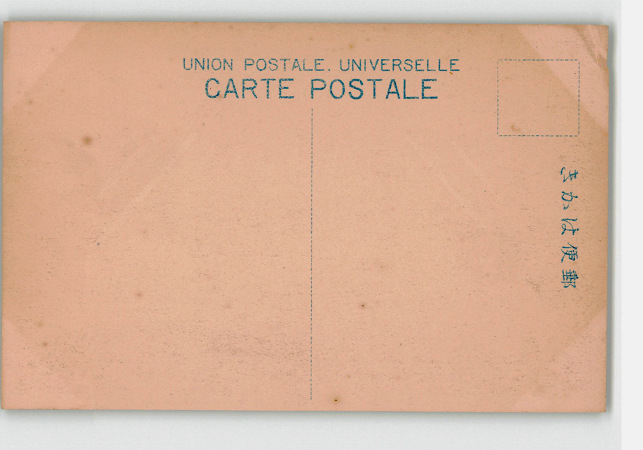 UNION POSTALE. UNIVERSELLE
CARTE POSTALE
郵便はがき